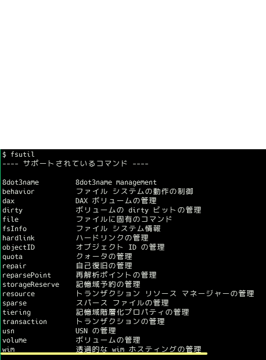 $ fsutil
---- サポートされているコマンド ----
8dot3name 8dot3name management
behavior ファイル システムの動作の制御
dax DAX ボリュームの管理
dirty ボリュームの dirty ビットの管理
file ファイルに固有のコマンド
fsInfo ファイル システム情報
hardlink ハードリンクの管理
objectID オブジェクト ID の管理
quota クォータの管理
repair 自己復旧の管理
reparsePoint 再解析ポイントの管理
storageReserve 記憶域予約の管理
resource トランザクション リソース マネージャーの管理
sparse スパース ファイルの管理
tiering 記憶域階層化プロパティの管理
transaction トランザクションの管理
usn USN の管理
volume ボリュームの管理
wim 透過的な wim ホスティングの管理